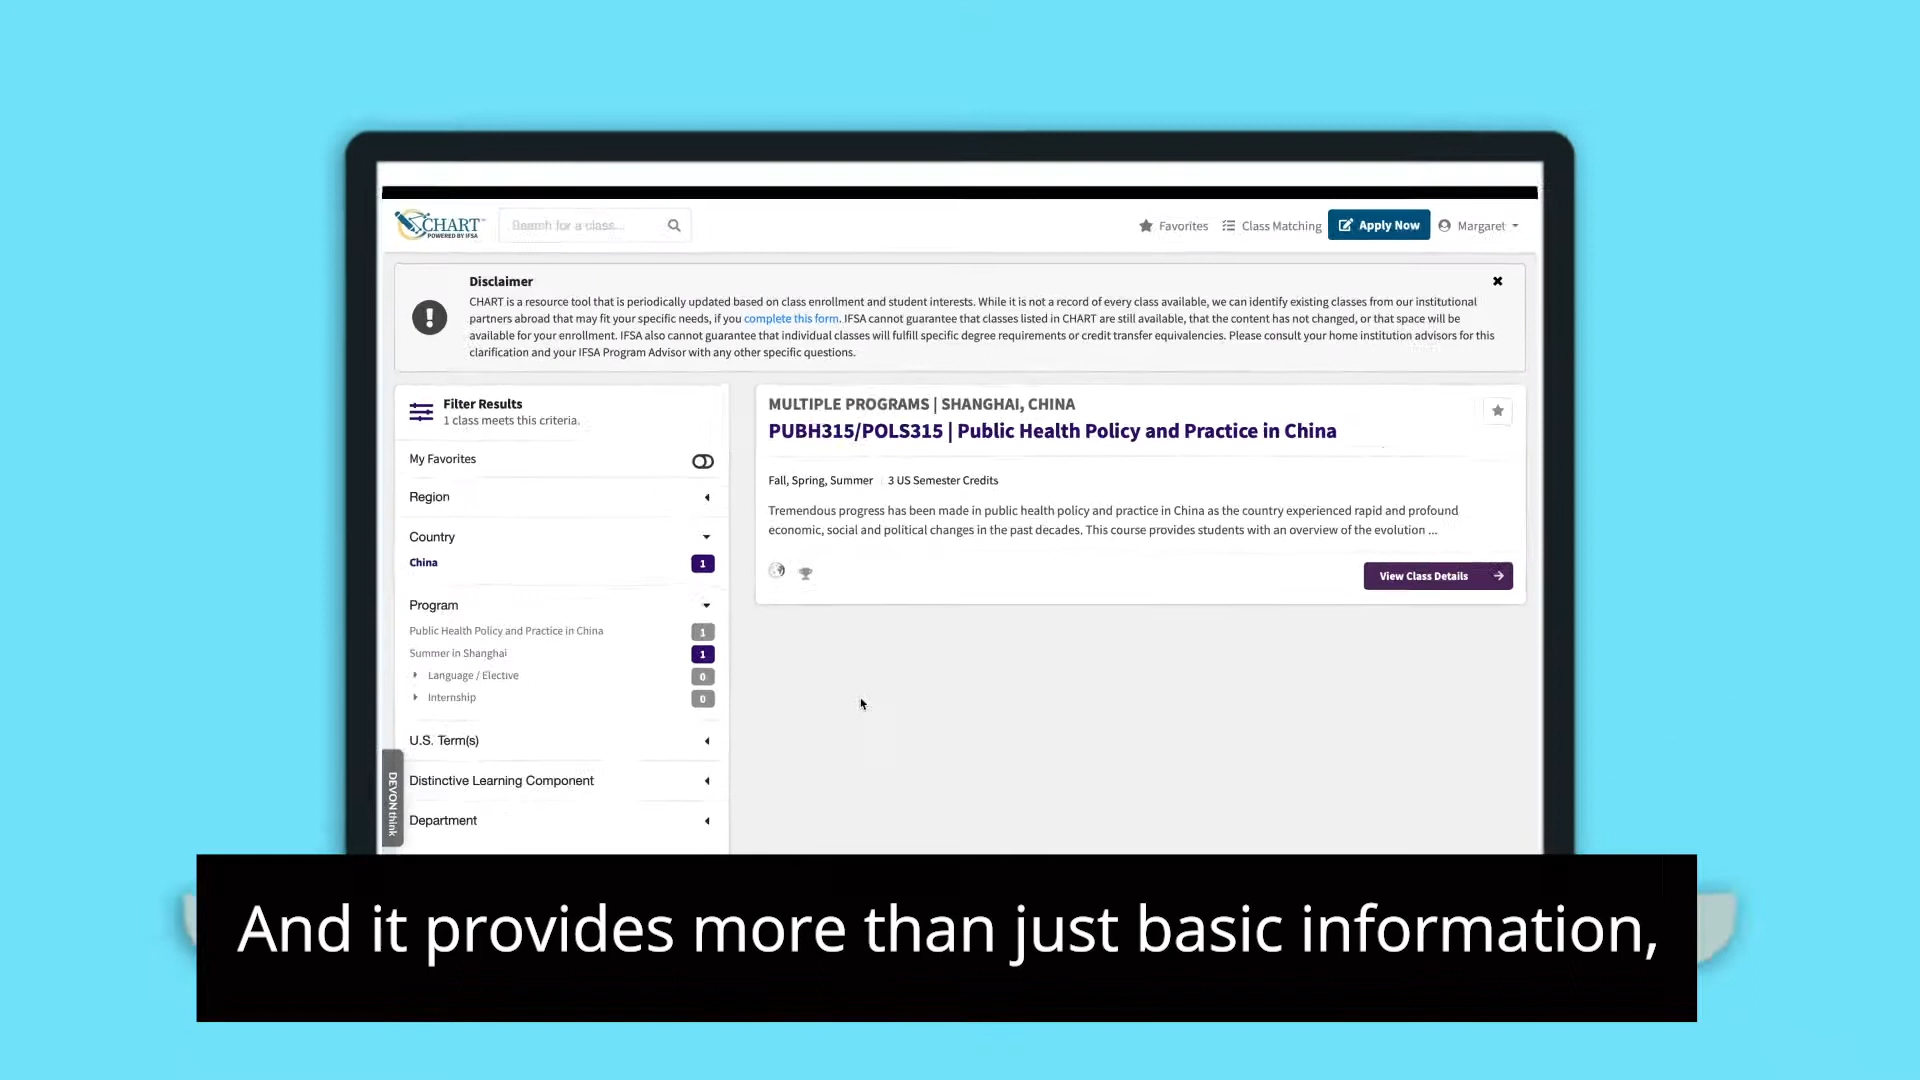 CHART
POWERED BY IFSA
Search for a class...
Favorites
Class Matching
Apply Now
Margaret
Disclaimer
CHART is a resource tool that is periodically updated based on class enrollment and student interests. While it is not a record of every class available, we can identify existing classes from our institutional
partners abroad that may fit your specific needs, if you complete this form. IFSA cannot guarantee that classes listed in CHART are still available, that the content has not changed, or that space will be
available for your enrollment. IFSA also cannot guarantee that individual classes will fulfill specific degree requirements or credit transfer equivalencies. Please consult your home institution advisors for this
clarification and your IFSA Program Advisor with any other specific questions.
Filter Results
1 class meets this criteria.
My Favorites
Region
Country
China 1
Program
Public Health Policy and Practice in China 1
Summer in Shanghai 1
Language / Elective 0
Internship 0
U.S. Term(s)
Distinctive Learning Component
Department
DEVONthink
MULTIPLE PROGRAMS | SHANGHAI, CHINA
PUBH315/POLS315 | Public Health Policy and Practice in China
Fall, Spring, Summer | 3 US Semester Credits
Tremendous progress has been made in public health policy and practice in China as the country experienced rapid and profound
economic, social and political changes in the past decades. This course provides students with an overview of the evolution ...
View Class Details
And it provides more than just basic information,